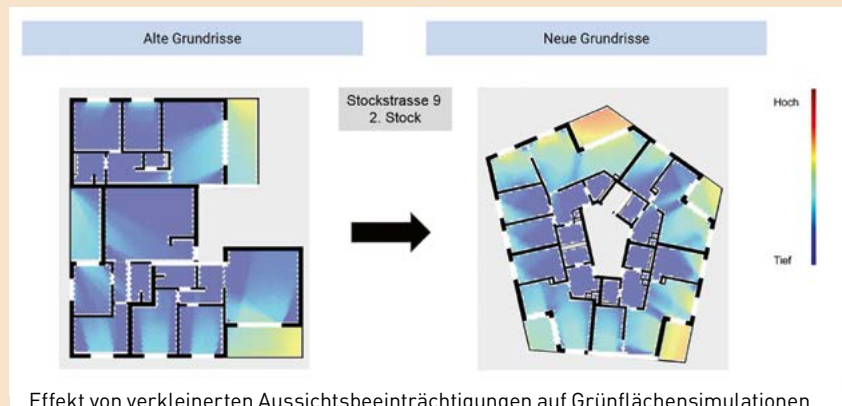 Alte Grundrisse
Neue Grundrisse
Stockstrasse 9
2. Stock
Hoch
Tief
Effekt von verkleinerten Aussichtsbeeinträchtigungen auf Grünflächensimulationen